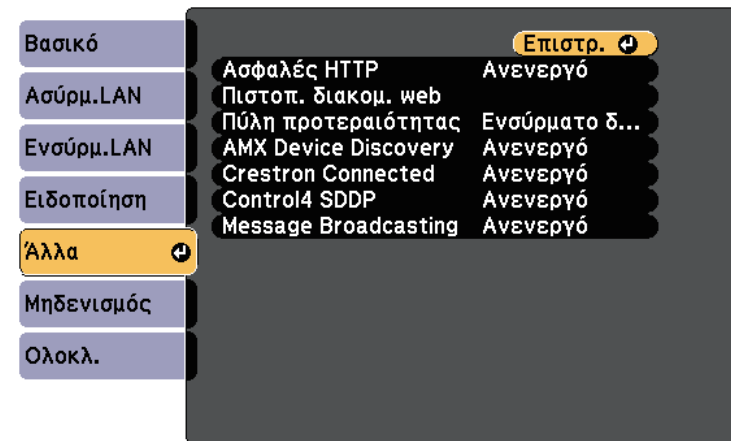 Βασικό
Ασύρμ.LAN
Ενσύρμ.LAN
Ειδοποίηση
Άλλα
Μηδενισμός
Ολοκλ.
Επιστρ.
Ασφαλές HTTP Ανενεργό
Πιστοπ. διακομ. web
Πύλη προτεραιότητας Ενσύρματο δ...
AMX Device Discovery Ανενεργό
Crestron Connected Ανενεργό
Control4 SDDP Ανενεργό
Message Broadcasting Ανενεργό